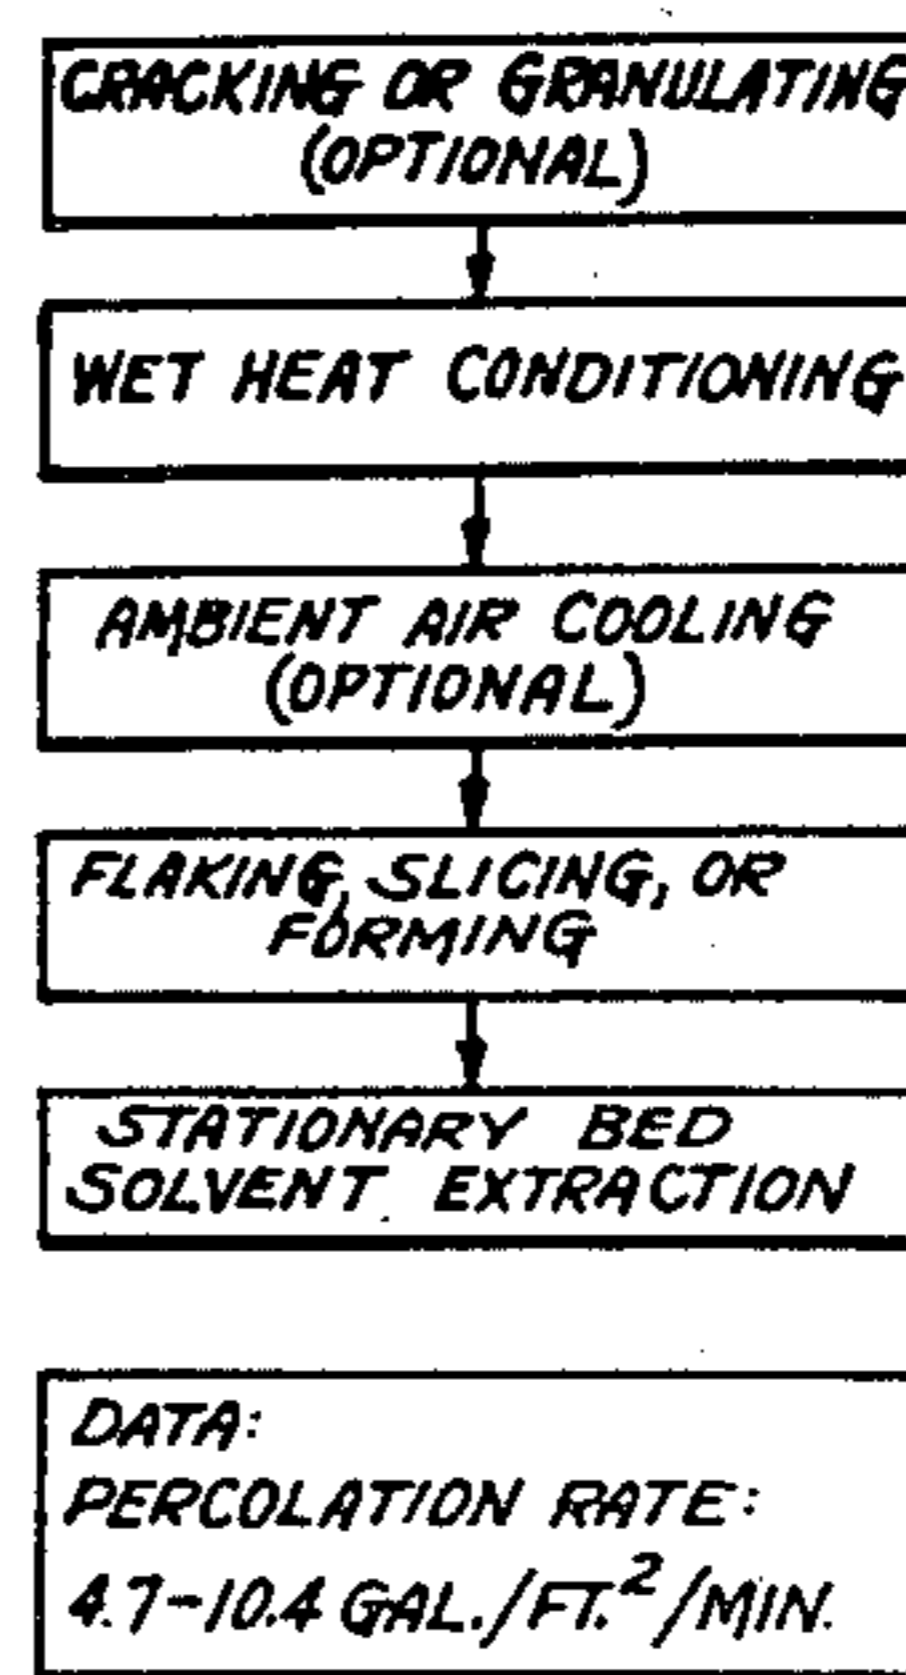 CRACKING OR GRANULATING
(OPTIONAL)
WET HEAT CONDITIONING
AMBIENT AIR COOLING
(OPTIONAL)
FLAKING, SLICING, OR
FORMING
STATIONARY BED
SOLVENT EXTRACTION
DATA:
PERCOLATION RATE:
4.7-10.4 GAL./FT.²/MIN.